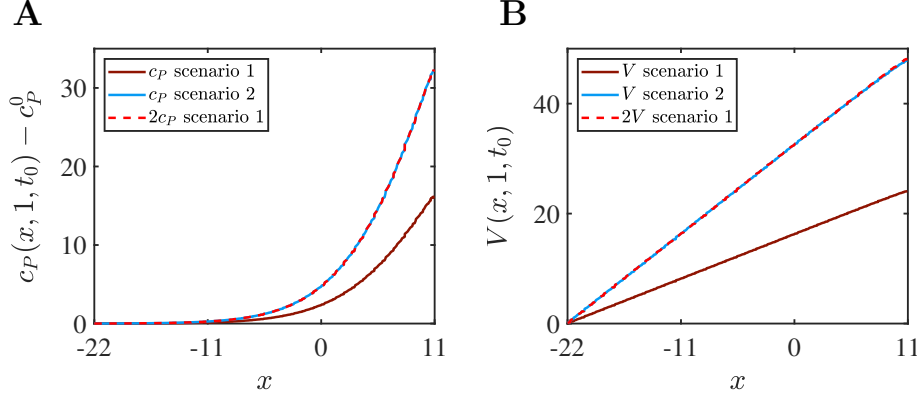 A
c_P(x, 1, t_0) − c_P^0
30
20
10
0
c_P scenario 1
c_P scenario 2
2c_P scenario 1
-22
-11
0
11
x
B
V(x, 1, t_0)
40
20
0
V scenario 1
V scenario 2
2V scenario 1
-22
-11
0
11
x